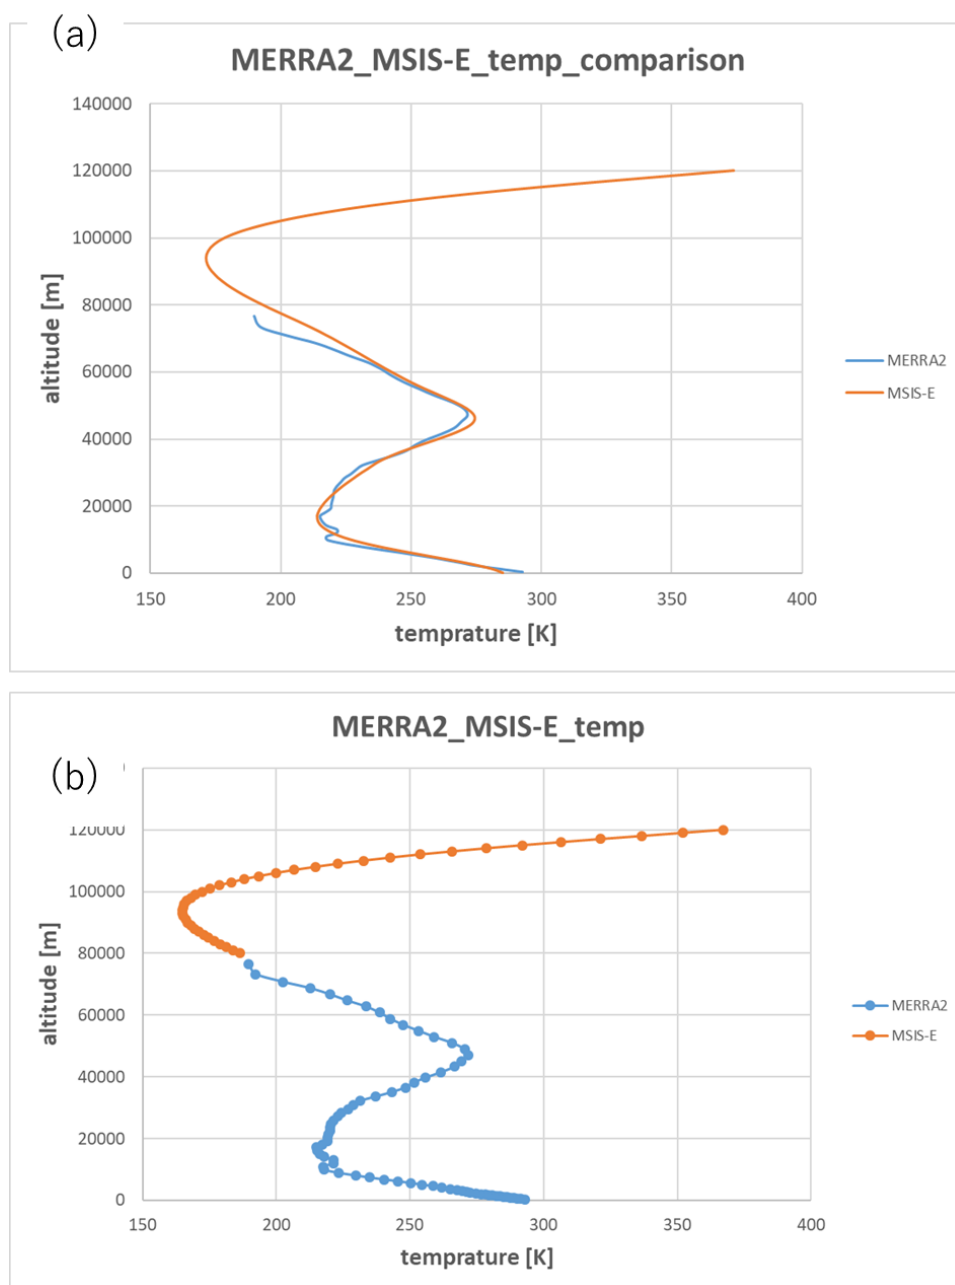 (a)
MERRA2_MSIS-E_temp_comparison
140000
120000
100000
80000
60000
40000
20000
0
altitude [m]
150 200 250 300 350 400
temprature [K]
MERRA2
MSIS-E
MERRA2_MSIS-E_temp
(b)
120000
100000
80000
60000
40000
20000
0
altitude [m]
150 200 250 300 350 400
temprature [K]
MERRA2
MSIS-E